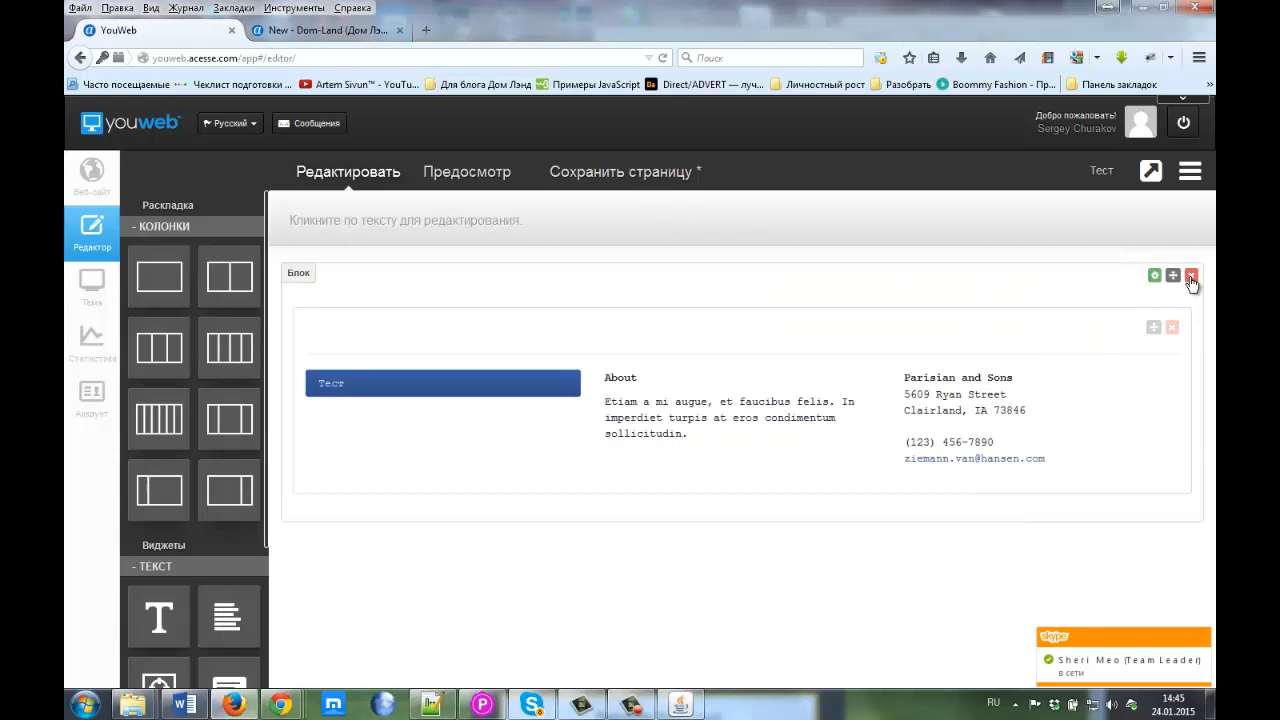 Файл Правка Вид Журнал Закладки Инструменты Справка
YouWeb
New - Dom-Land (Дом Лэ...
youweb.acesse.com/app#/editor/
Поиск
Часто посещаемые
Чеклист подготовки ...
Artem Sivun™ - YouTu...
Для блога Дом Лэнд
Примеры JavaScript
Direct/ADVERT — луч...
Личностный рост
Разобрать
Boommy Fashion - Пр...
Панель закладок
youweb
Русский
Сообщения
Добро пожаловать!
Sergey Churakov
Веб-сайт
Редактор
Тема
Статистика
Аккаунт
Редактировать
Предосмотр
Сохранить страницу *
Тест
Раскладка
- КОЛОНКИ
Виджеты
- ТЕКСТ
Кликните по тексту для редактирования.
Блок
Тест
About
Etiam a mi augue, et faucibus felis. In
imperdiet turpis at eros condimentum
sollicitudin.
Parisian and Sons
5609 Ryan Street
Clairland, IA 73846
(123) 456-7890
ziemann.van@hansen.com
skype
Sheri Meo (Team Leader)
в сети
RU
14:45
24.01.2015